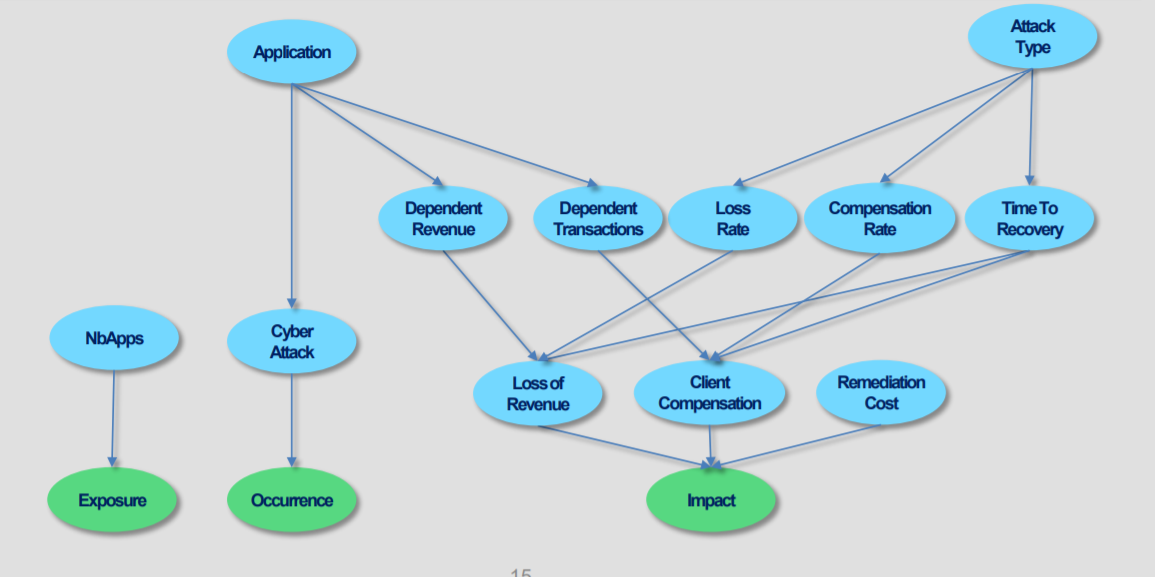 Application
Attack
Type
Dependent
Revenue
Dependent
Transactions
Loss
Rate
Compensation
Rate
Time To
Recovery
NbApps
Cyber
Attack
Loss of
Revenue
Client
Compensation
Remediation
Cost
Exposure
Occurrence
Impact
15